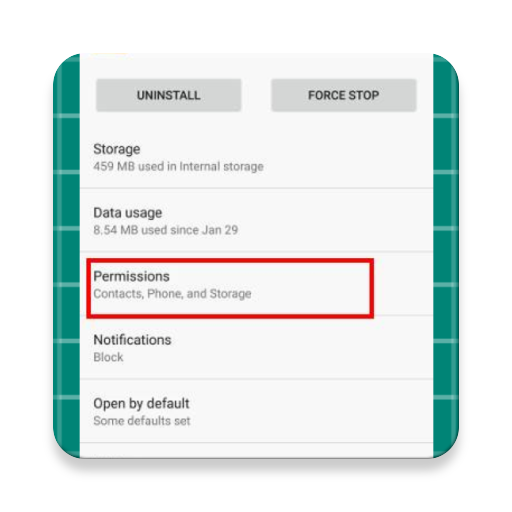 UNINSTALL FORCE STOP
Storage
459 MB used in Internal storage
Data usage
8.54 MB used since Jan 29
Permissions
Contacts, Phone, and Storage
Notifications
Block
Open by default
Some defaults set